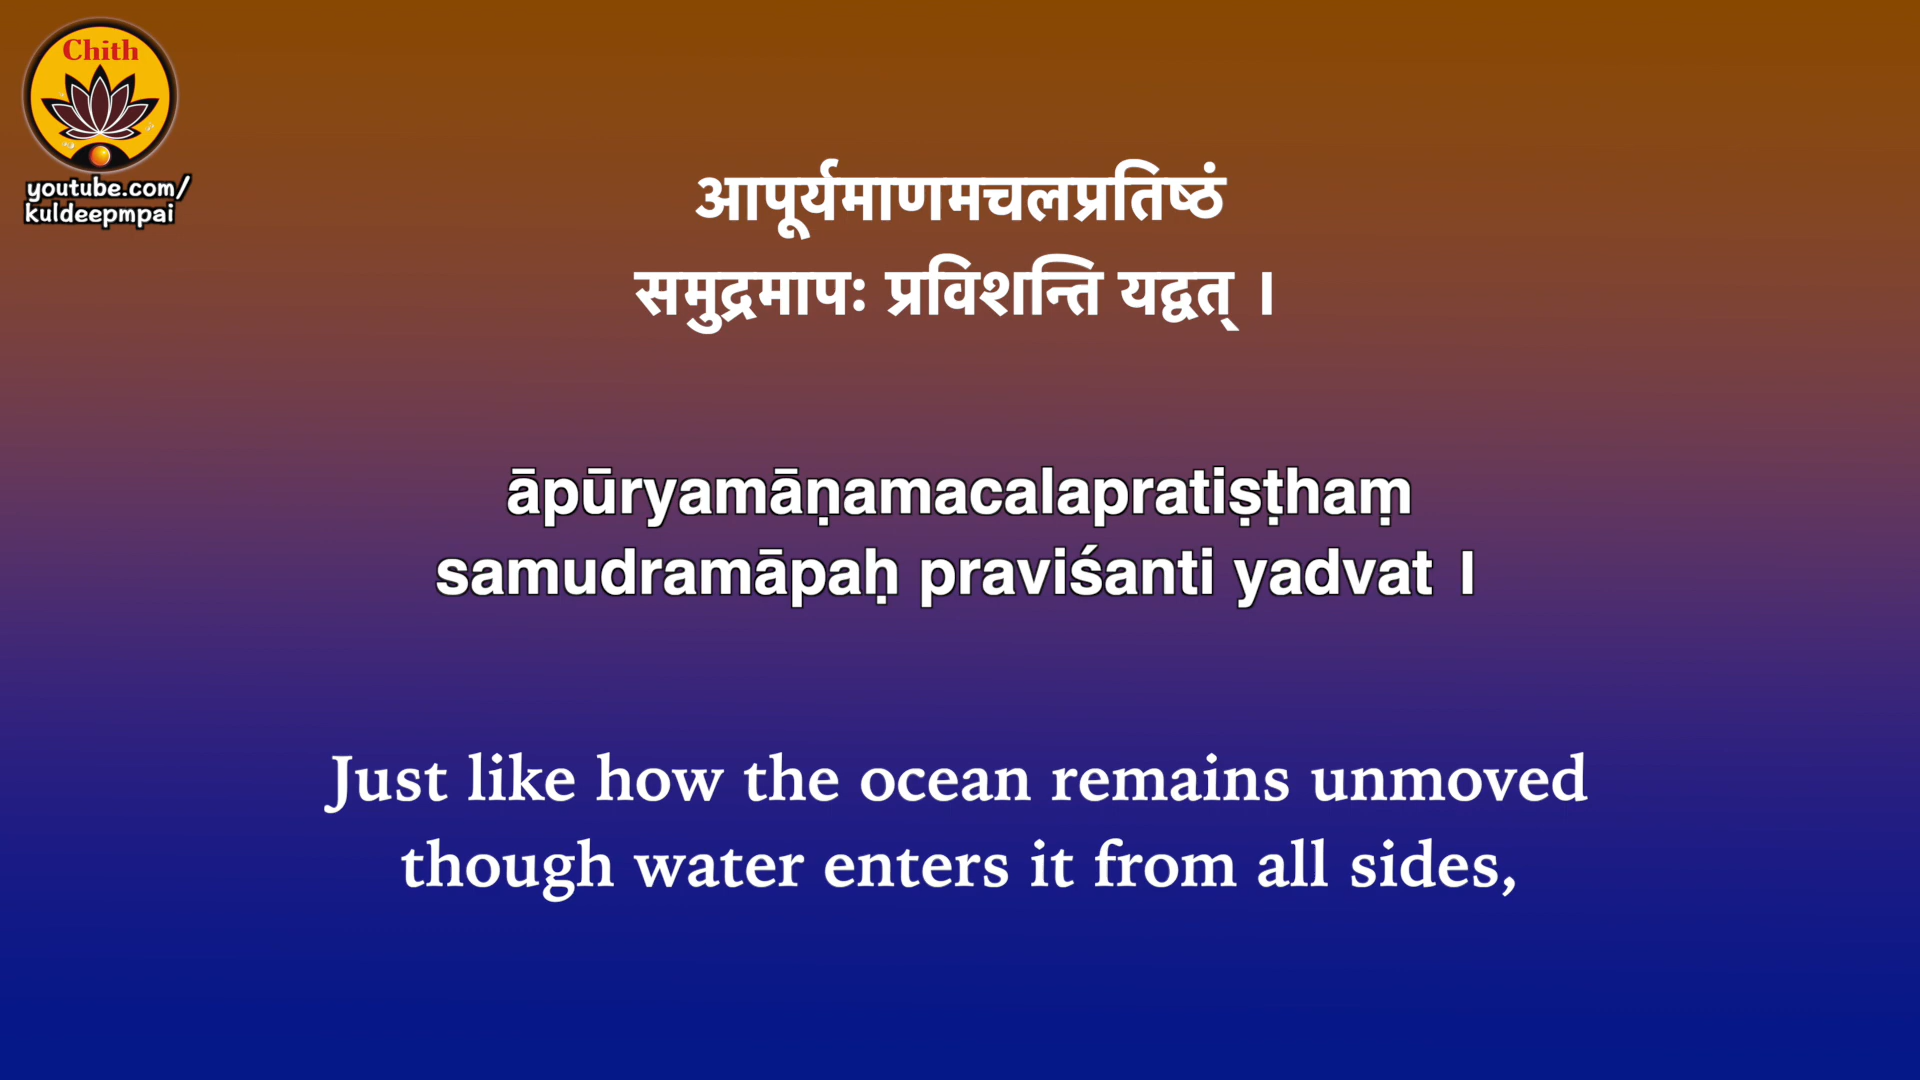 Chith
youtube.com/
kuldeepmpai
आपूर्यमाणमचलप्रतिष्ठं
समुद्रमापः प्रविशन्ति यद्वत् ।
āpūryamāṇamacalapratiṣṭhaṃ
samudramāpaḥ praviśanti yadvat ।
Just like how the ocean remains unmoved
though water enters it from all sides,